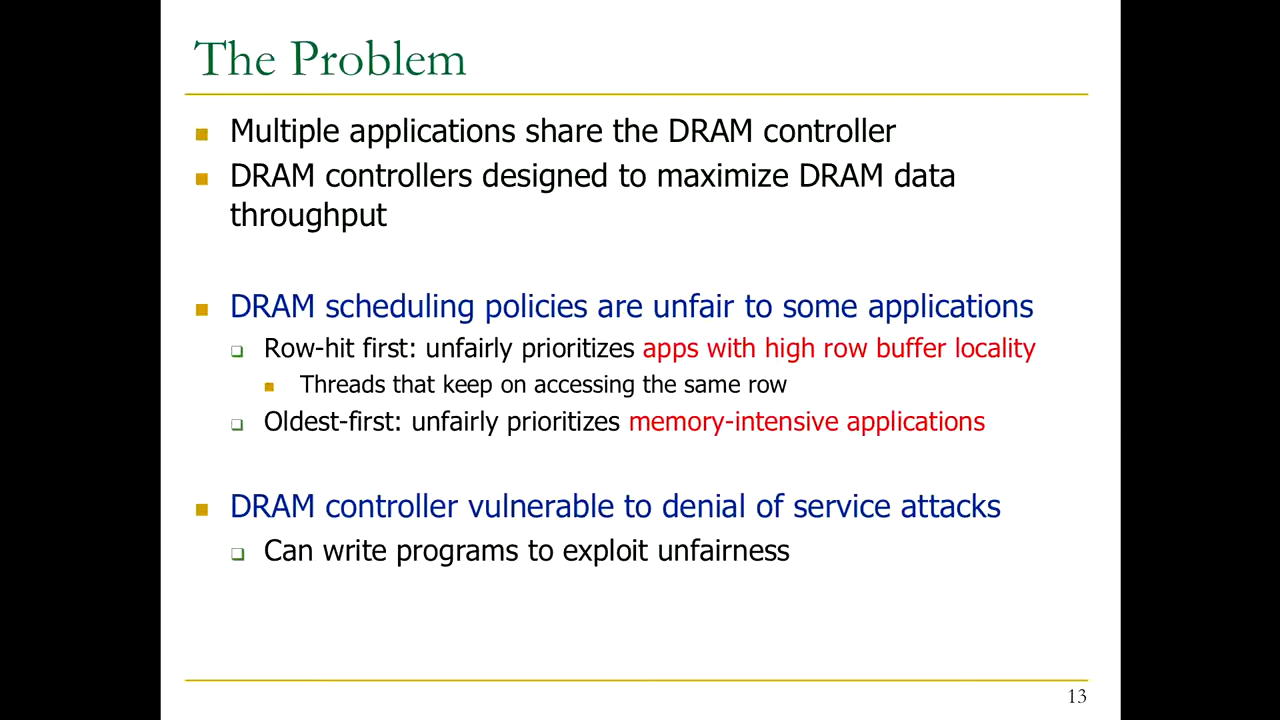 The Problem
Multiple applications share the DRAM controller
DRAM controllers designed to maximize DRAM data
throughput
DRAM scheduling policies are unfair to some applications
Row-hit first: unfairly prioritizes apps with high row buffer locality
Threads that keep on accessing the same row
Oldest-first: unfairly prioritizes memory-intensive applications
DRAM controller vulnerable to denial of service attacks
Can write programs to exploit unfairness
13